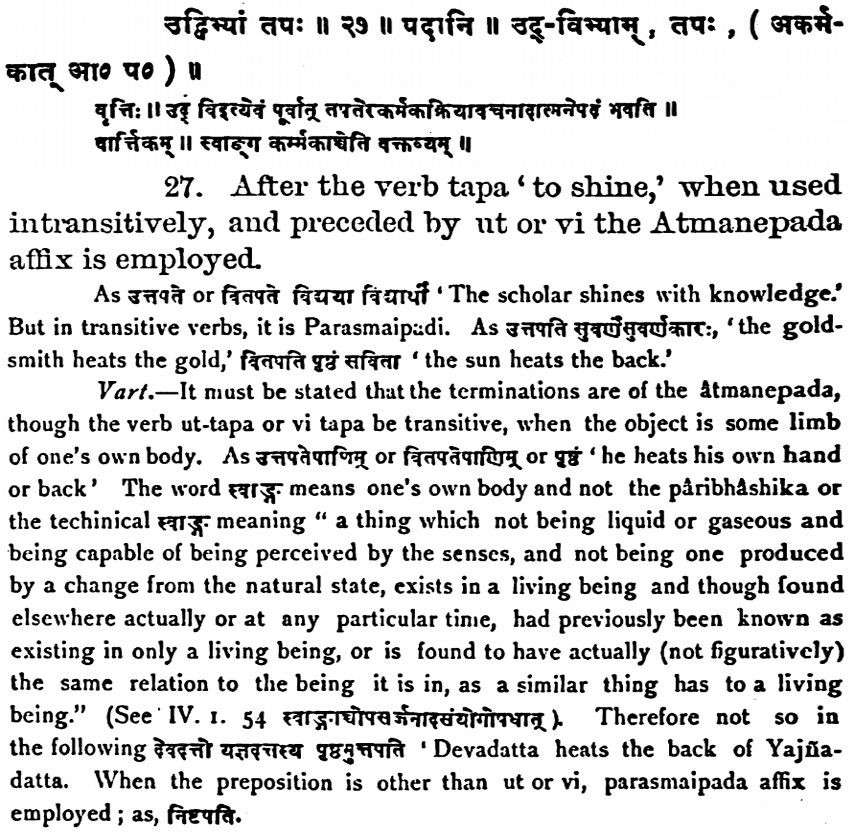 उद्विभ्यां तपः ॥ २७ ॥ पदानि ॥ उद्-विभ्याम् , तपः , ( अकर्म-
कात् आ० प० ) ॥
वृत्तिः ॥ उद् विइत्येवं पूर्वात् तपतेरकर्मकक्रियावचनादात्मनेपदं भवति ॥
वार्त्तिकम् ॥ स्वाङ्ग कर्म्मकाच्चेति वक्तव्यम् ॥
27. After the verb tapa ‘to shine,’ when used
intransitively, and preceded by ut or vi the Atmanepada
affix is employed.
As उत्तपते or वितपते विद्यया विद्यार्थी ‘The scholar shines with knowledge.’
But in transitive verbs, it is Parasmaipadi. As उत्तपति सुवर्णंसुवर्णकारः, ‘the gold-
smith heats the gold,’ वितपति पृष्ठं सविता ‘the sun heats the back.’
Vart.—It must be stated that the terminations are of the âtmanepada,
though the verb ut-tapa or vi tapa be transitive, when the object is some limb
of one's own body. As उत्तपतेपाणिम् or वितपतेपाणिम् or पृष्ठं ‘he heats his own hand
or back’ The word स्वाङ्ग means one's own body and not the pâribhâshika or
the techinical स्वाङ्ग meaning “a thing which not being liquid or gaseous and
being capable of being perceived by the senses, and not being one produced
by a change from the natural state, exists in a living being and though found
elsewhere actually or at any particular time, had previously been known as
existing in only a living being, or is found to have actually (not figuratively)
the same relation to the being it is in, as a similar thing has to a living
being.” (See IV. 1. 54 स्वाङ्गाच्चोपसर्जनादसंयोगोपधात्). Therefore not so in
the following देवदत्तो यज्ञदत्तस्य पृष्ठमुत्तपति ‘Devadatta heats the back of Yajña-
datta. When the preposition is other than ut or vi, parasmaipada affix is
employed; as, निष्टपति.